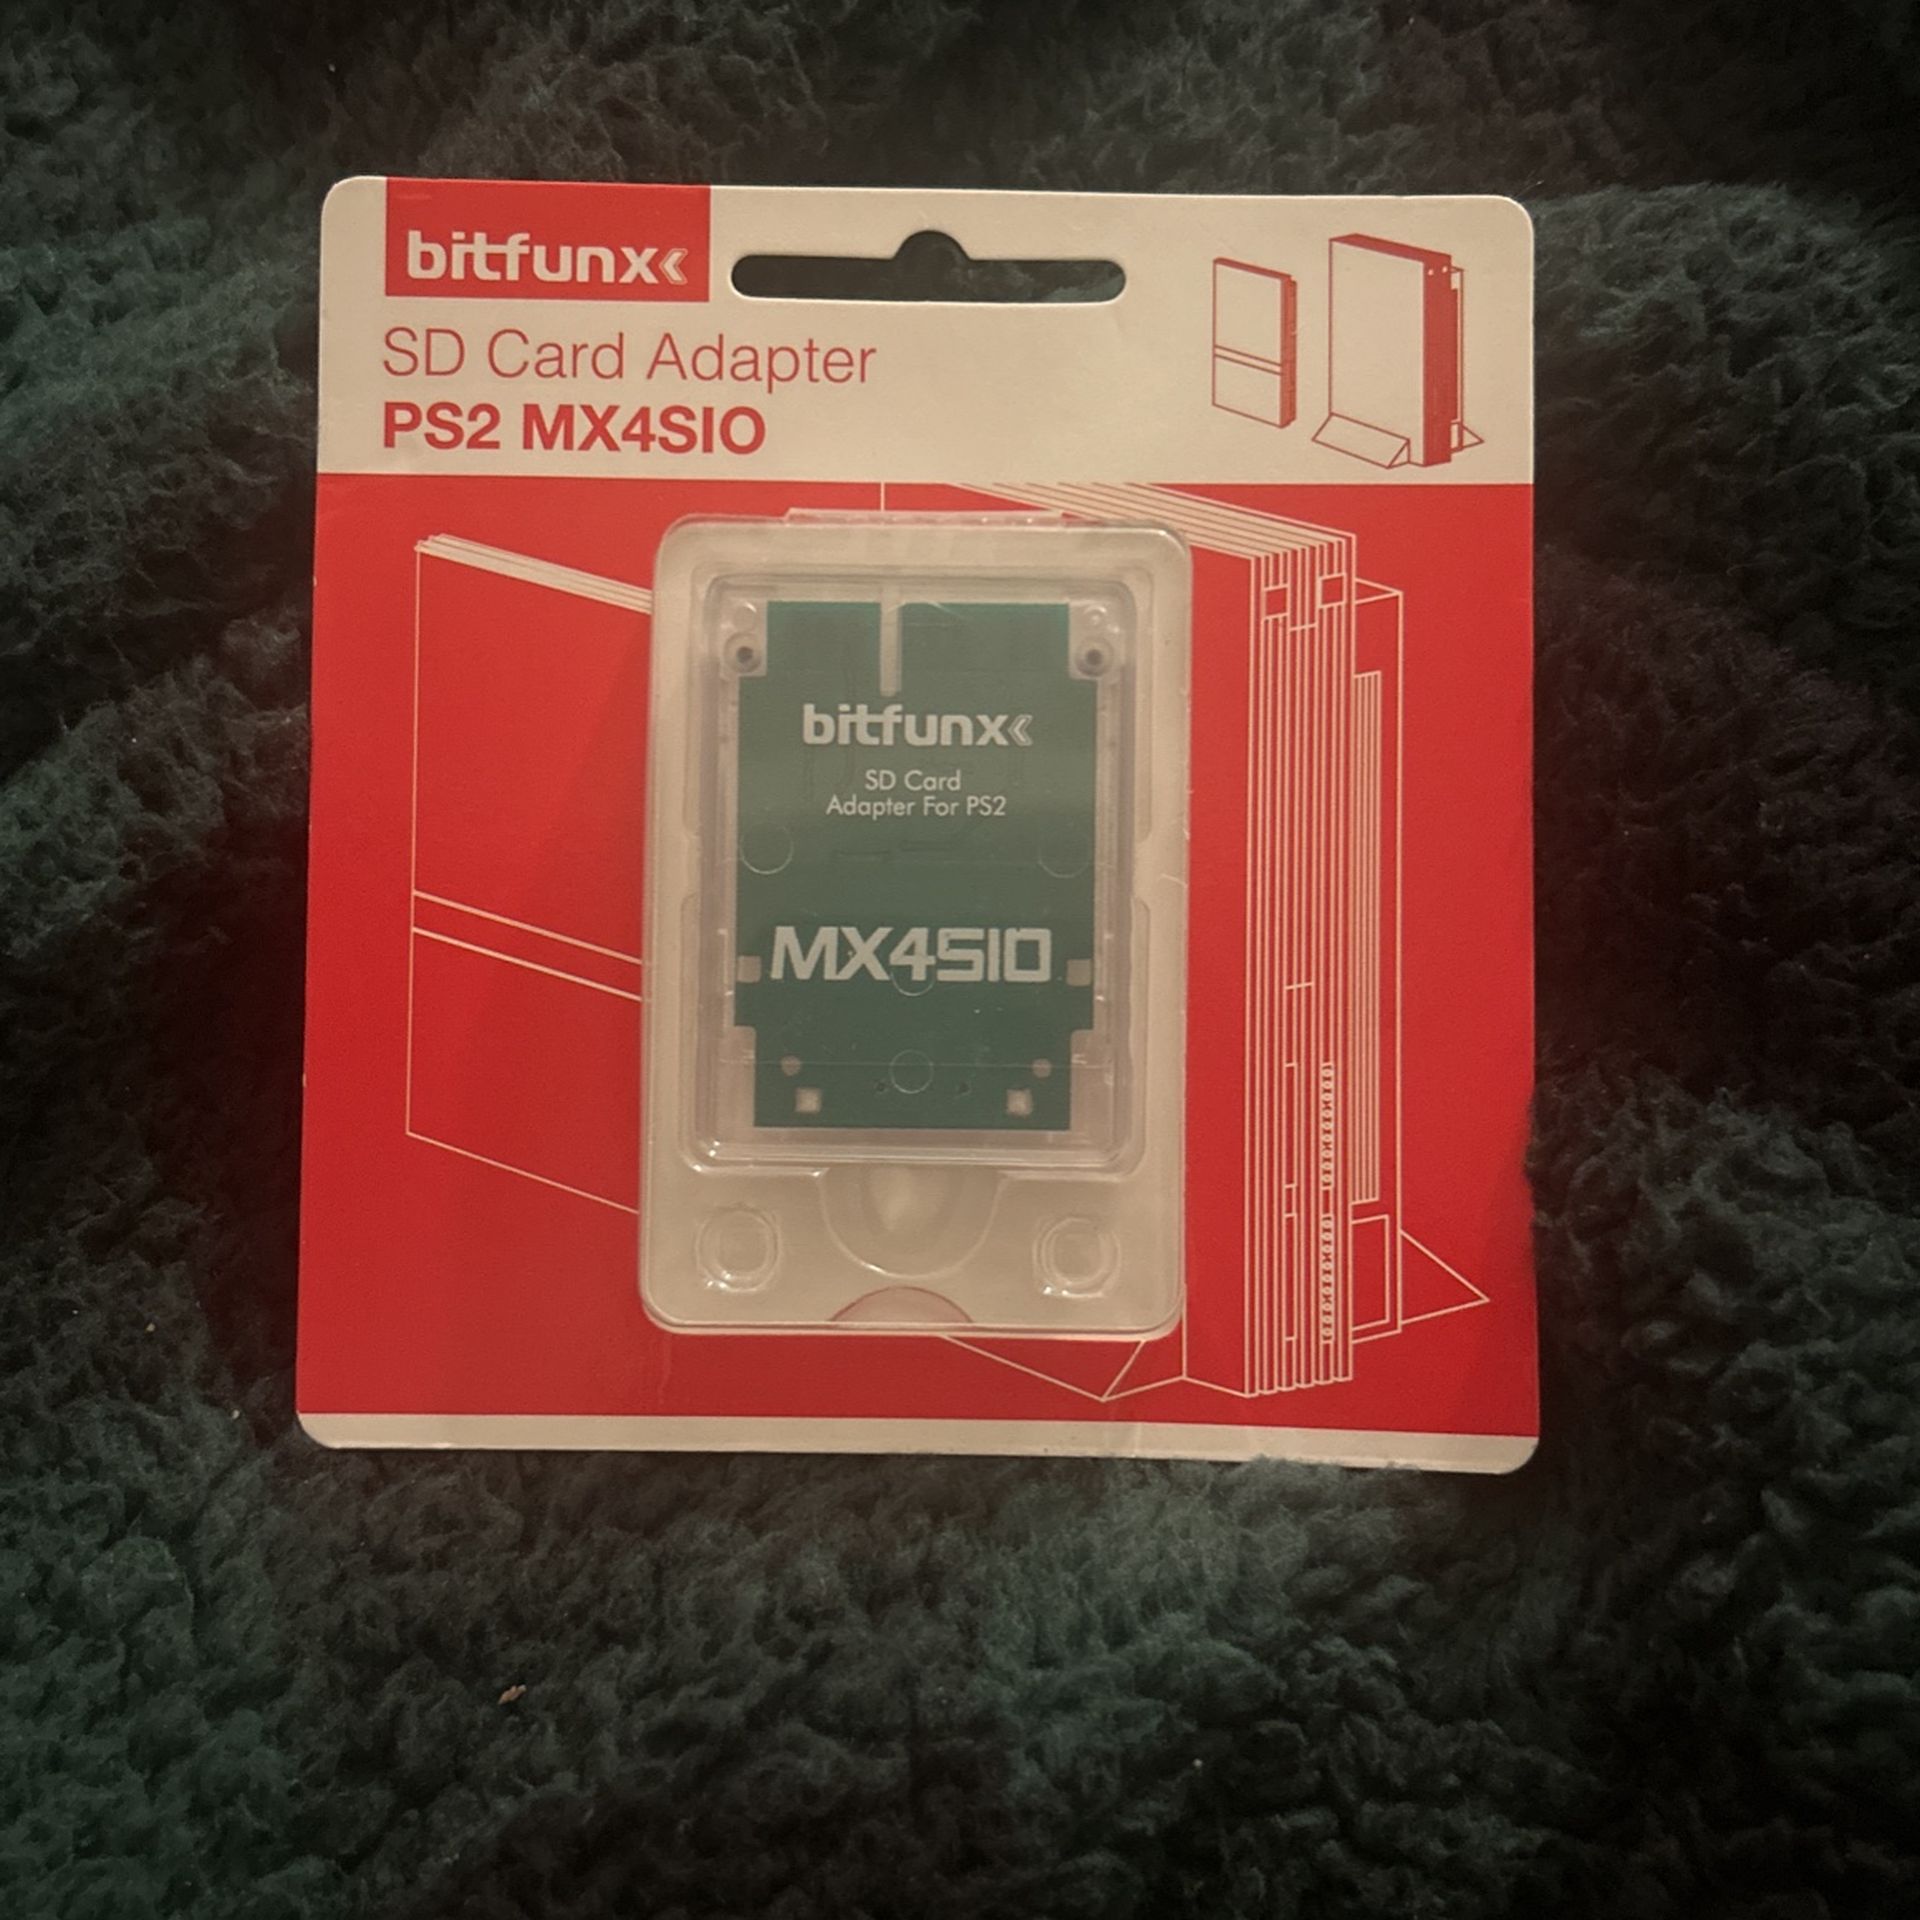 bitfunx
SD Card Adapter
PS2 MX4SIO
bitfunx
SD Card
Adapter For PS2
MX4SIO